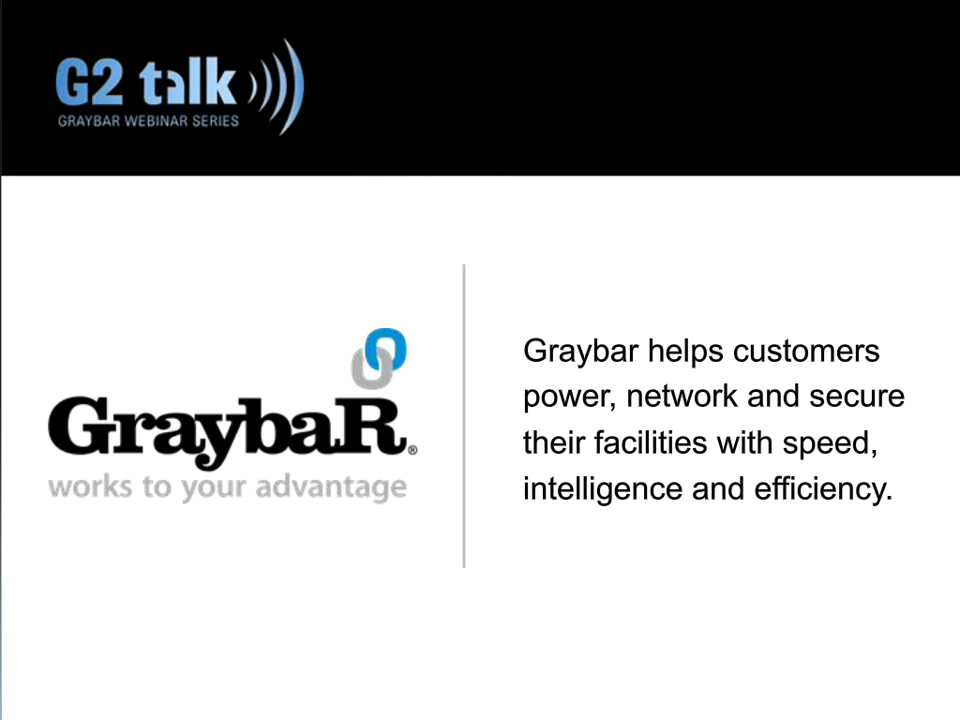 G2 talk
GRAYBAR WEBINAR SERIES
GraybaR®
works to your advantage
Graybar helps customers
power, network and secure
their facilities with speed,
intelligence and efficiency.